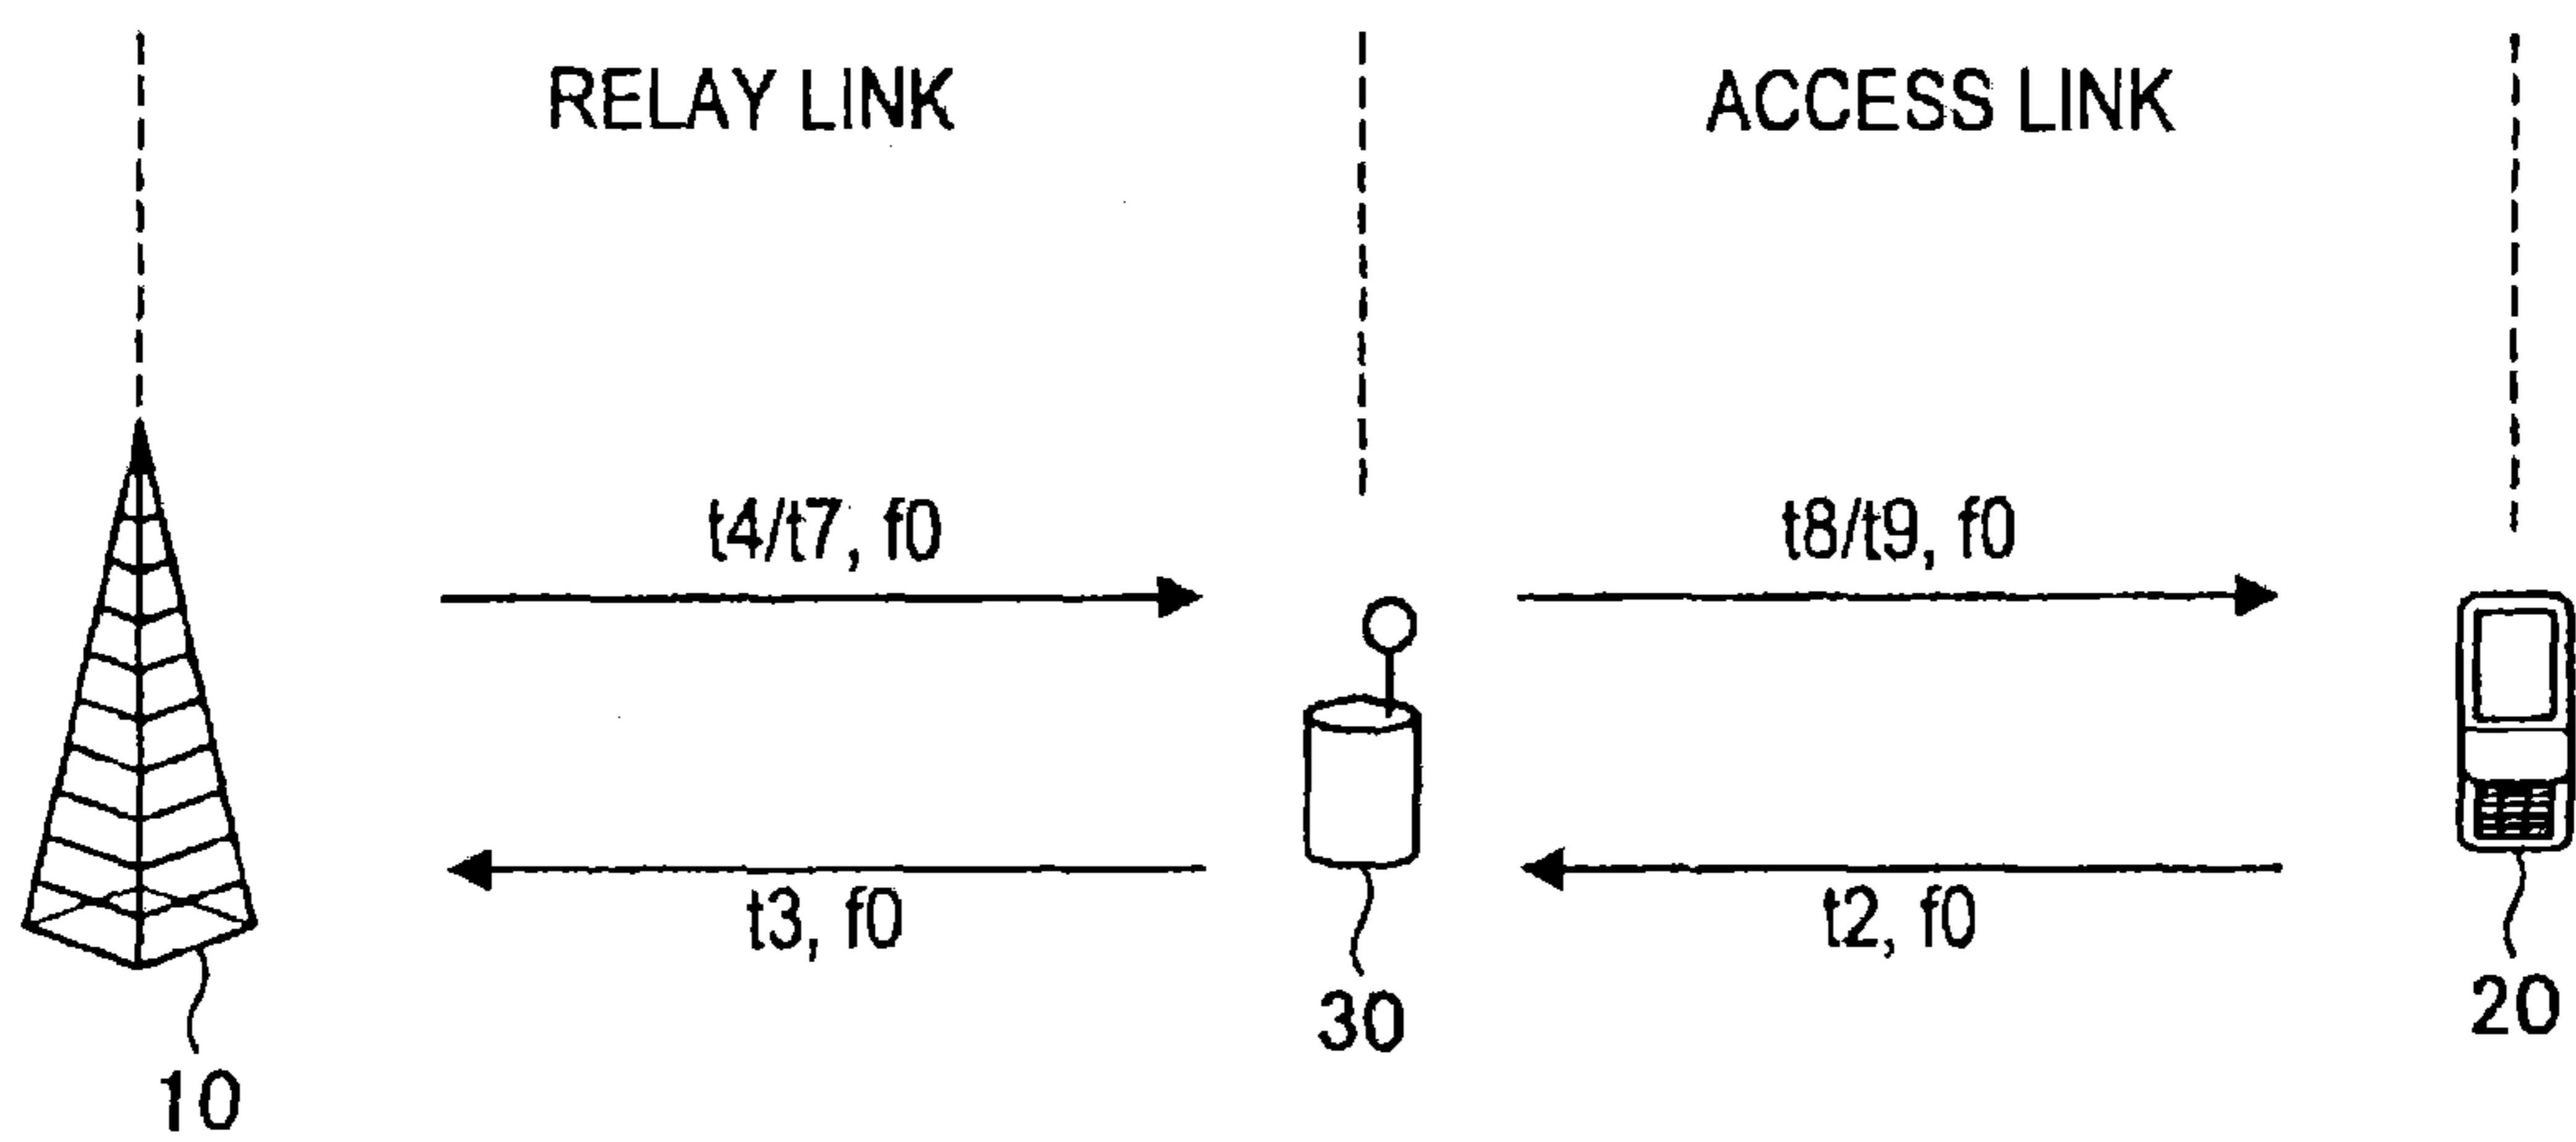 RELAY LINK
ACCESS LINK
t4/t7, f0
t8/t9, f0
t3, f0
t2, f0
10
30
20